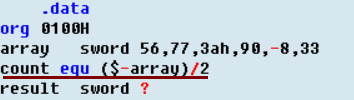 .data
org 0100H
array sword 56,77,3ah,90,-8,33
count equ ($-array)/2
result sword ?